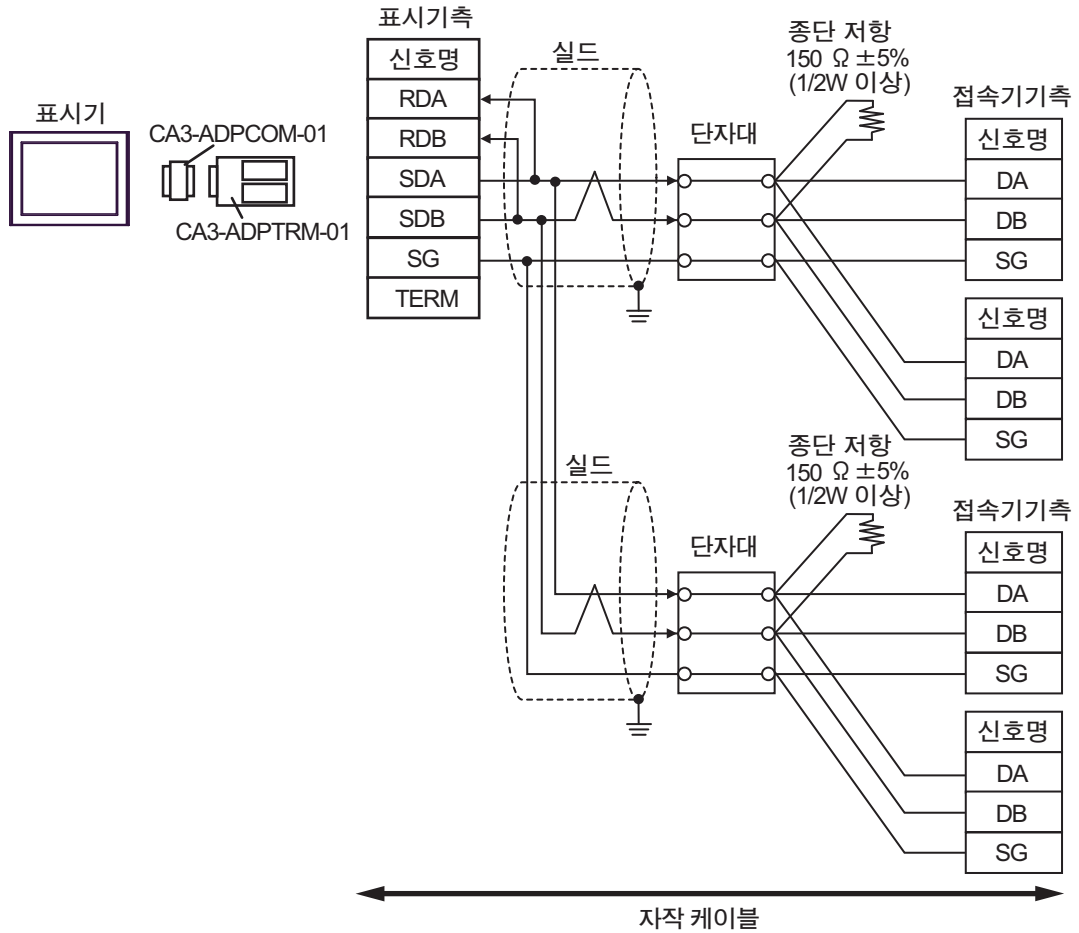 표시기
CA3-ADPCOM-01
CA3-ADPTRM-01
표시기측
신호명
RDA
RDB
SDA
SDB
SG
TERM
실드
단자대
종단 저항
150 Ω ±5%
(1/2W 이상)
접속기기측
신호명
DA
DB
SG
신호명
DA
DB
SG
실드
단자대
종단 저항
150 Ω ±5%
(1/2W 이상)
접속기기측
신호명
DA
DB
SG
신호명
DA
DB
SG
자작 케이블